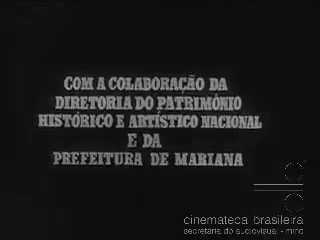 COM A COLABORAÇÃO DA
DIRETORIA DO PATRIMÔNIO
HISTÓRICO E ARTÍSTICO NACIONAL
E DA
PREFEITURA DE MARIANA
cinemateca brasileira
secretaria do audiovisual - minc